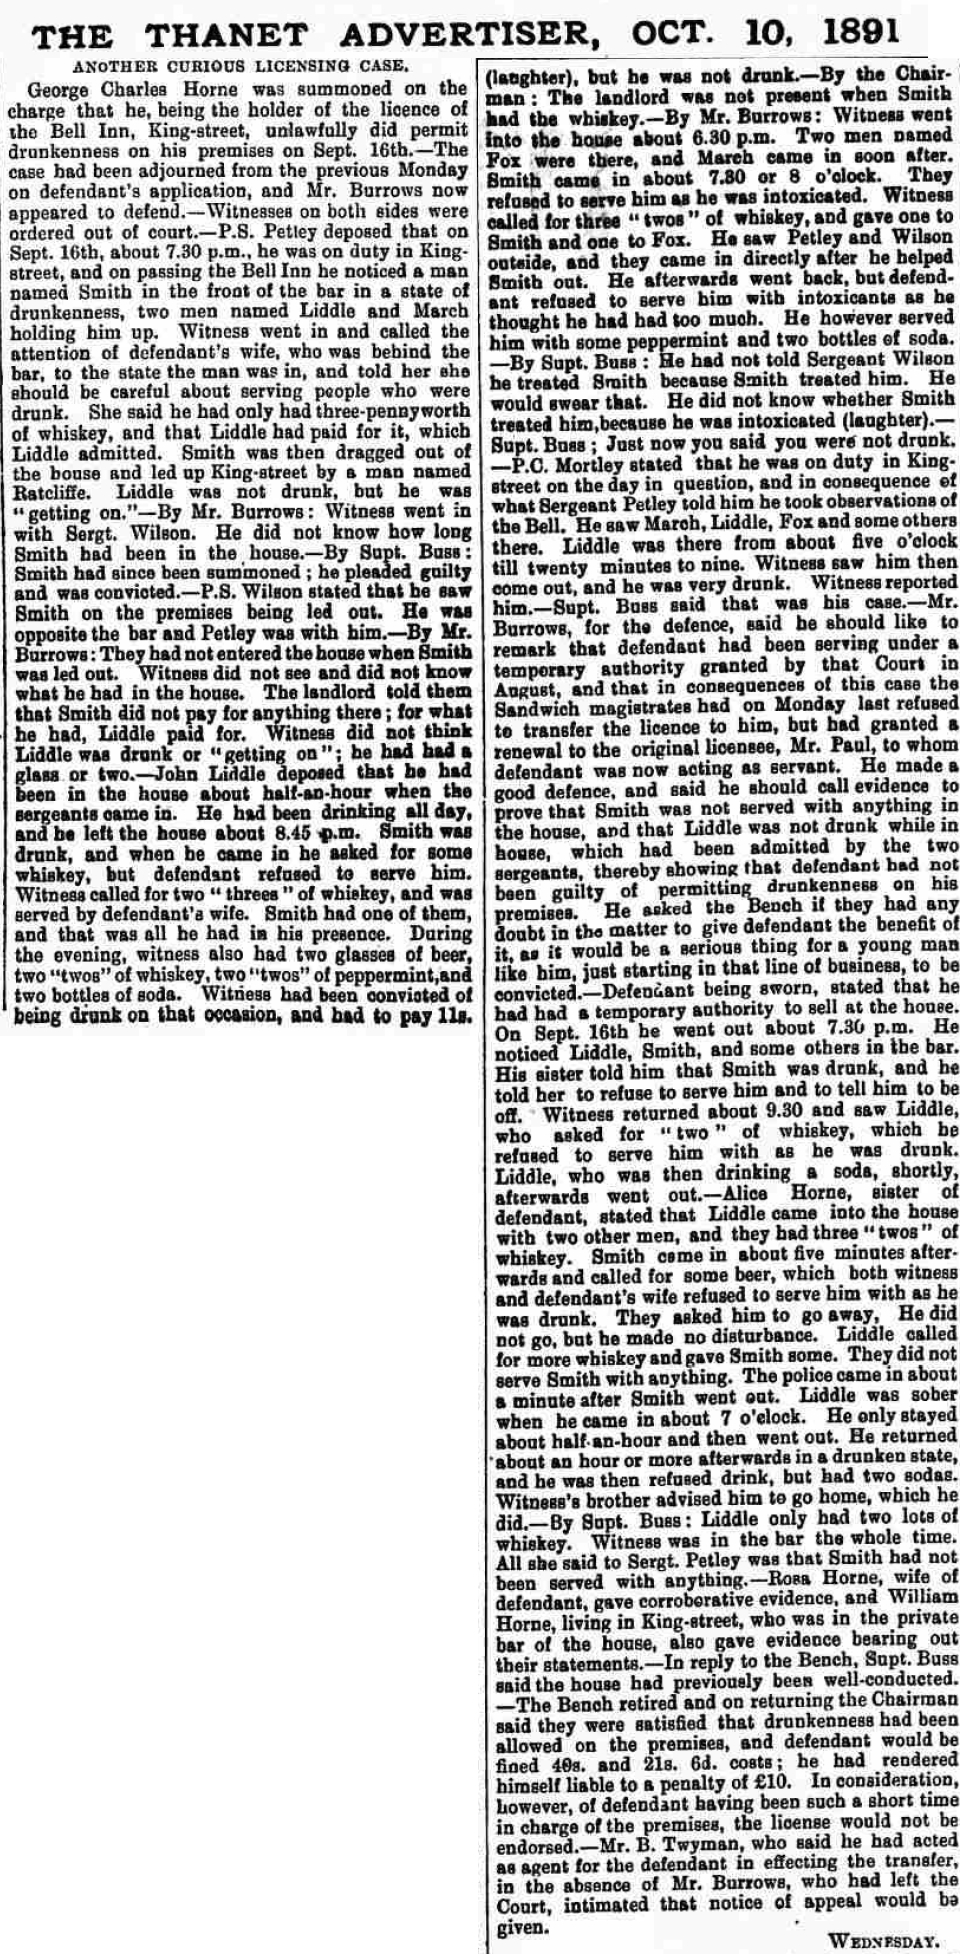 THE THANET ADVERTISER, OCT. 10, 1891
ANOTHER CURIOUS LICENSING CASE.
George Charles Horne was summoned on the
charge that he, being the holder of the licence of
the Bell Inn, King-street, unlawfully did permit
drunkenness on his premises on Sept. 16th.—The
case had been adjourned from the previous Monday
on defendant's application, and Mr. Burrows now
appeared to defend.—Witnesses on both sides were
ordered out of court.—P.S. Petley deposed that on
Sept. 16th, about 7.30 p.m., he was on duty in King-
street, and on passing the Bell Inn he noticed a man
named Smith in the front of the bar in a state of
drunkenness, two men named Liddle and March
holding him up. Witness went in and called the
attention of defendant's wife, who was behind the
bar, to the state the man was in, and told her she
should be careful about serving people who were
drunk. She said he had only had three-pennyworth
of whiskey, and that Liddle had paid for it, which
Liddle admitted. Smith was then dragged out of
the house and led up King-street by a man named
Ratcliffe. Liddle was not drunk, but he was
"getting on."—By Mr. Burrows: Witness went in
with Sergt. Wilson. He did not know how long
Smith had been in the house.—By Supt. Buss:
Smith had since been summoned; he pleaded guilty
and was convicted.—P.S. Wilson stated that he saw
Smith on the premises being led out. He was
opposite the bar and Petley was with him.—By Mr.
Burrows: They had not entered the house when Smith
was led out. Witness did not see and did not know
what he had in the house. The landlord told them
that Smith did not pay for anything there; for what
he had, Liddle paid for. Witness did not think
Liddle was drunk or "getting on"; he had had a
glass or two.—John Liddle deposed that he had
been in the house about half-an-hour when the
sergeants came in. He had been drinking all day,
and he left the house about 8.45 p.m. Smith was
drunk, and when he came in he asked for some
whiskey, but defendant refused to serve him.
Witness called for two "threes" of whiskey, and was
served by defendant's wife. Smith had one of them,
and that was all he had in his presence. During
the evening, witness also had two glasses of beer,
two "twos" of whiskey, two "twos" of peppermint,and
two bottles of soda. Witness had been convicted of
being drunk on that occasion, and had to pay 11s.
(laughter), but he was not drunk.—By the Chair-
man: The landlord was not present when Smith
had the whiskey.—By Mr. Burrows: Witness went
into the house about 6.30 p.m. Two men named
Fox were there, and March came in soon after.
Smith came in about 7.30 or 8 o'clock. They
refused to serve him as he was intoxicated. Witness
called for three "twos" of whiskey, and gave one to
Smith and one to Fox. He saw Petley and Wilson
outside, and they came in directly after he helped
Smith out. He afterwards went back, but defend-
ant refused to serve him with intoxicants as he
thought he had had too much. He however served
him with some peppermint and two bottles of soda.
—By Supt. Buss: He had not told Sergeant Wilson
he treated Smith because Smith treated him. He
would swear that. He did not know whether Smith
treated him,because he was intoxicated (laughter).—
Supt. Buss; Just now you said you were not drunk.
—P.C. Mortley stated that he was on duty in King-
street on the day in question, and in consequence of
what Sergeant Petley told him he took observations of
the Bell. He saw March, Liddle, Fox and some others
there. Liddle was there from about five o'clock
till twenty minutes to nine. Witness saw him then
come out, and he was very drunk. Witness reported
him.—Supt. Buss said that was his case.—Mr.
Burrows, for the defence, said he should like to
remark that defendant had been serving under a
temporary authority granted by that Court in
August, and that in consequences of this case the
Sandwich magistrates had on Monday last refused
to transfer the licence to him, but had granted a
renewal to the original licensee, Mr. Paul, to whom
defendant was now acting as servant. He made a
good defence, and said he should call evidence to
prove that Smith was not served with anything in
the house, and that Liddle was not drunk while in
house, which had been admitted by the two
sergeants, thereby showing that defendant had not
been guilty of permitting drunkenness on his
premises. He asked the Bench if they had any
doubt in the matter to give defendant the benefit of
it, as it would be a serious thing for a young man
like him, just starting in that line of business, to be
convicted.—Defendant being sworn, stated that he
had had a temporary authority to sell at the house.
On Sept. 16th he went out about 7.30 p.m. He
noticed Liddle, Smith, and some others in the bar.
His sister told him that Smith was drunk, and he
told her to refuse to serve him and to tell him to be
off. Witness returned about 9.30 and saw Liddle,
who asked for "two" of whiskey, which he
refused to serve him with as he was drunk.
Liddle, who was then drinking a soda, shortly,
afterwards went out.—Alice Horne, sister of
defendant, stated that Liddle came into the house
with two other men, and they had three "twos" of
whiskey. Smith came in about five minutes after-
wards and called for some beer, which both witness
and defendant's wife refused to serve him with as he
was drunk. They asked him to go away, He did
not go, but he made no disturbance. Liddle called
for more whiskey and gave Smith some. They did not
serve Smith with anything. The police came in about
a minute after Smith went out. Liddle was sober
when he came in about 7 o'clock. He only stayed
about half-an-hour and then went out. He returned
about an hour or more afterwards in a drunken state,
and he was then refused drink, but had two sodas.
Witness's brother advised him to go home, which he
did.—By Supt. Buss: Liddle only had two lots of
whiskey. Witness was in the bar the whole time.
All she said to Sergt. Petley was that Smith had not
been served with anything.—Rosa Horne, wife of
defendant, gave corroborative evidence, and William
Horne, living in King-street, who was in the private
bar of the house, also gave evidence bearing out
their statements.—In reply to the Bench, Supt. Buss
said the house had previously been well-conducted.
—The Bench retired and on returning the Chairman
said they were satisfied that drunkenness had been
allowed on the premises, and defendant would be
fined 40s. and 21s. 6d. costs; he had rendered
himself liable to a penalty of £10. In consideration,
however, of defendant having been such a short time
in charge of the premises, the license would not be
endorsed.—Mr. B. Twyman, who said he had acted
as agent for the defendant in effecting the transfer,
in the absence of Mr. Burrows, who had left the
Court, intimated that notice of appeal would be
given.
WEDNESDAY.